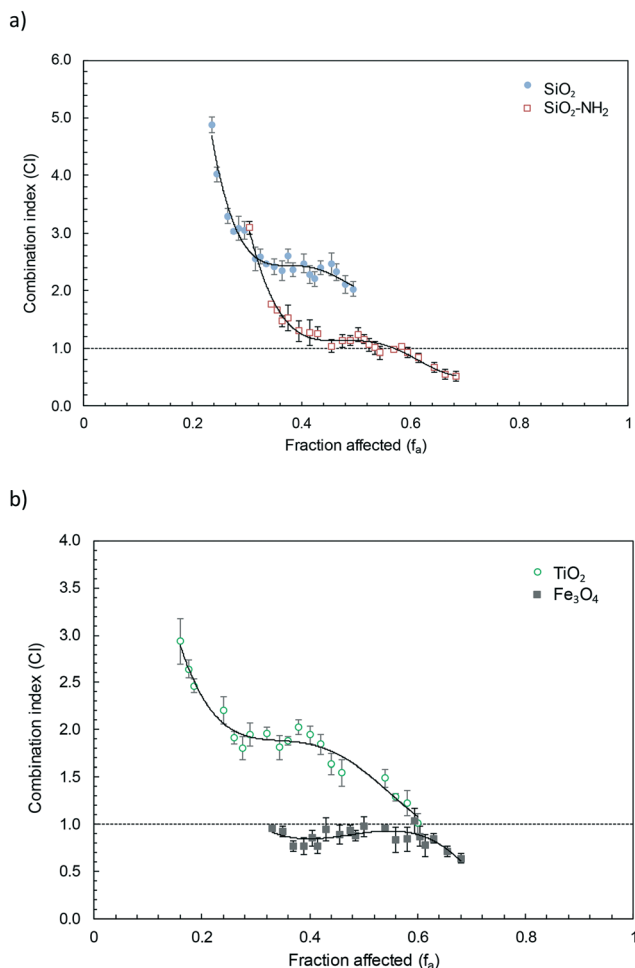 a)
6.0
5.0
4.0
3.0
2.0
1.0
0.0
Combination index (CI)
SiO₂
SiO₂-NH₂
0
0.2
0.4
0.6
0.8
1
Fraction affected (fₐ)
b)
4.0
3.5
3.0
2.5
2.0
1.5
1.0
0.5
0.0
Combination index (CI)
TiO₂
Fe₃O₄
0
0.2
0.4
0.6
0.8
1
Fraction affected (fₐ)